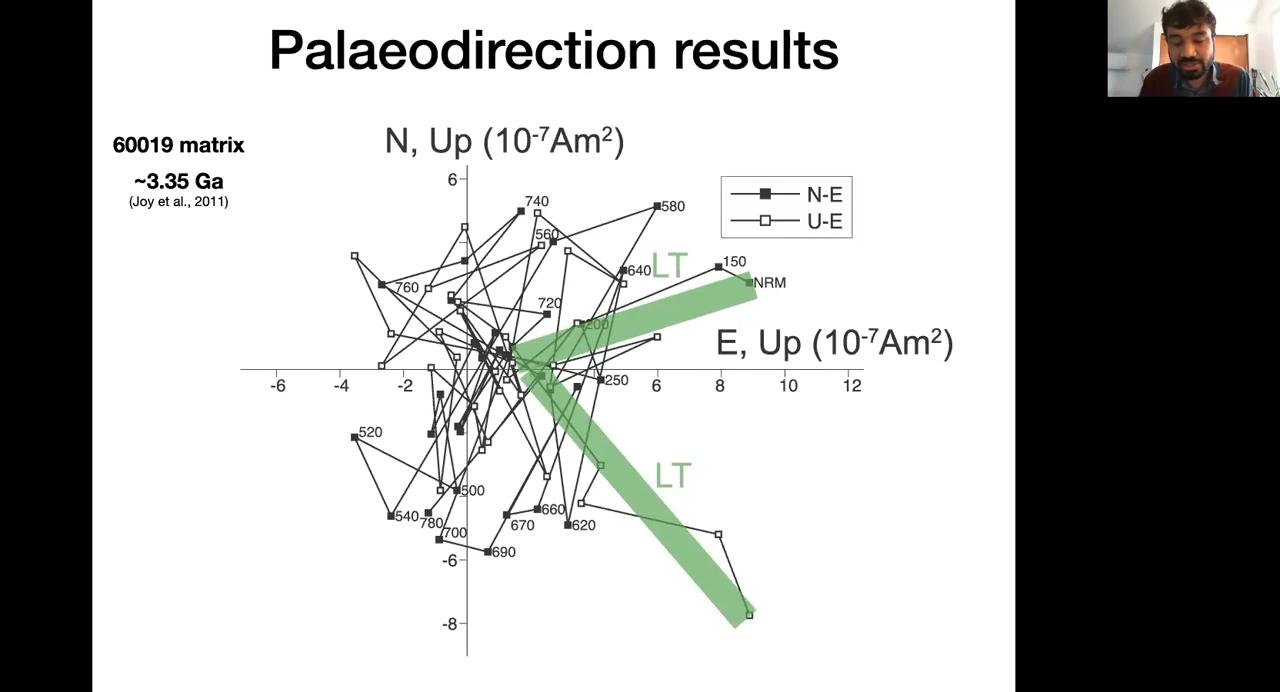 Palaeodirection results
60019 matrix
~3.35 Ga
(Joy et al., 2011)
N, Up (10⁻⁷Am²)
6
N-E
U-E
740
580
560
LT
640
150
NRM
760
720
200
E, Up (10⁻⁷Am²)
-6
-4
-2
6
8
10
12
250
520
LT
500
540
780
700
660
670
620
690
-6
-8